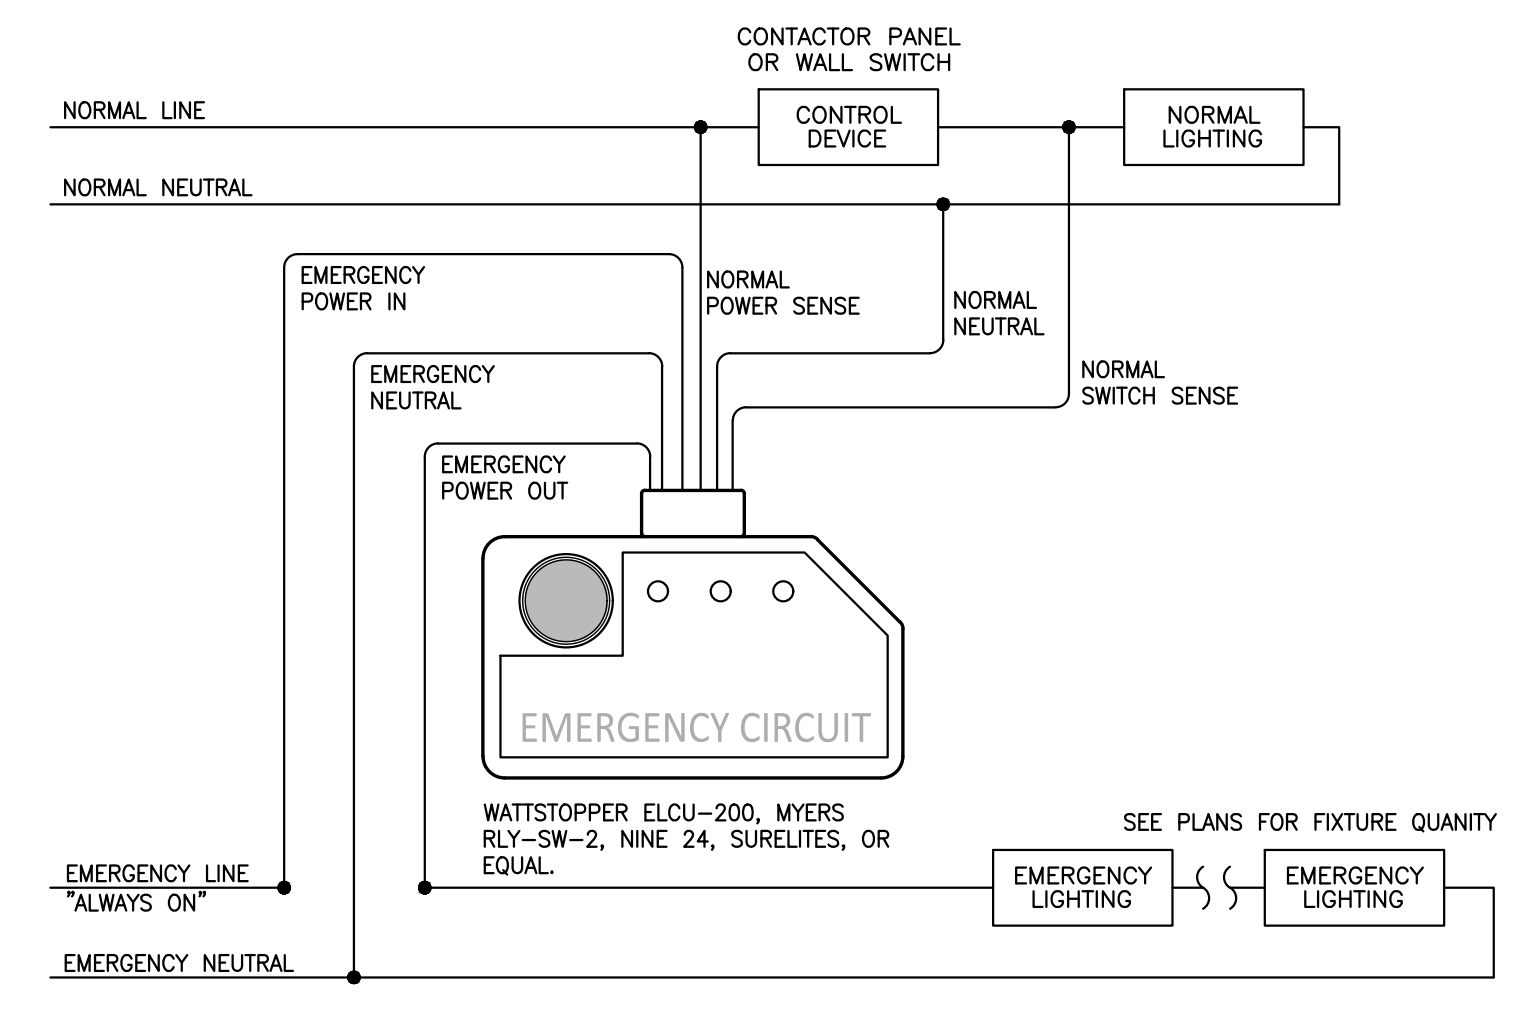 CONTACTOR PANEL
OR WALL SWITCH
NORMAL LINE
CONTROL
DEVICE
NORMAL
LIGHTING
NORMAL NEUTRAL
EMERGENCY
POWER IN
NORMAL
POWER SENSE
NORMAL
NEUTRAL
EMERGENCY
NEUTRAL
NORMAL
SWITCH SENSE
EMERGENCY
POWER OUT
EMERGENCY CIRCUIT
WATTSTOPPER ELCU-200, MYERS
RLY-SW-2, NINE 24, SURELITES, OR
EQUAL.
SEE PLANS FOR FIXTURE QUANITY
EMERGENCY LINE
"ALWAYS ON"
EMERGENCY
LIGHTING
EMERGENCY
LIGHTING
EMERGENCY NEUTRAL